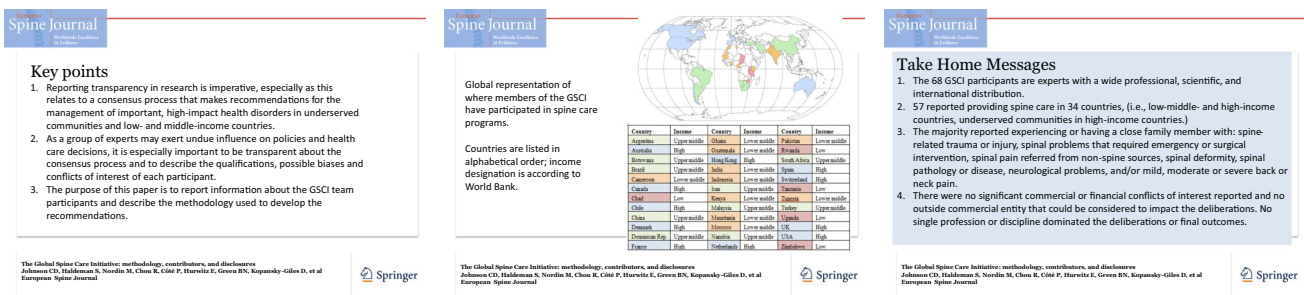 European
Spine Journal
Worldwide Excellence
in Evidence
Key points
1. Reporting transparency in research is imperative, especially as this
relates to a consensus process that makes recommendations for the
management of important, high-impact health disorders in underserved
communities and low- and middle-income countries.
2. As a group of experts may exert undue influence on policies and health
care decisions, it is especially important to be transparent about the
consensus process and to describe the qualifications, possible biases and
conflicts of interest of each participant.
3. The purpose of this paper is to report information about the GSCI team
participants and describe the methodology used to develop the
recommendations.
The Global Spine Care Initiative: methodology, contributors, and disclosures
Johnson CD, Haldeman S, Nordin M, Chou R, Côté P, Hurwitz E, Green BN, Kopansky-Giles D, et al
European Spine Journal
Springer
European
Spine Journal
Worldwide Excellence
in Evidence
Global representation of
where members of the GSCI
have participated in spine care
programs.
Countries are listed in
alphabetical order; income
designation is according to
World Bank.
Country Income Country Income Country Income
Argentina Upper middle Ghana Lower middle Pakistan Lower middle
Australia High Guatemala Lower middle Rwanda Low
Botswana Upper middle Hong Kong High South Africa Upper middle
Brazil Upper middle India Lower middle Spain High
Cameroon Lower middle Indonesia Lower middle Switzerland High
Canada High Iran Upper middle Tanzania Low
Chad Low Kenya Lower middle Tunisia Lower middle
Chile High Malaysia Upper middle Turkey Upper middle
China Upper middle Mauritania Lower middle Uganda Low
Denmark High Morocco Lower middle UK High
Dominican Rep. Upper middle Namibia Upper middle USA High
France High Netherlands High Zimbabwe Low
The Global Spine Care Initiative: methodology, contributors, and disclosures
Johnson CD, Haldeman S, Nordin M, Chou R, Côté P, Hurwitz E, Green BN, Kopansky-Giles D, et al
European Spine Journal
Springer
European
Spine Journal
Worldwide Excellence
in Evidence
Take Home Messages
1. The 68 GSCI participants are experts with a wide professional, scientific, and
international distribution.
2. 57 reported providing spine care in 34 countries, (i.e., low-middle- and high-income
countries, underserved communities in high-income countries.)
3. The majority reported experiencing or having a close family member with: spine-
related trauma or injury, spinal problems that required emergency or surgical
intervention, spinal pain referred from non-spine sources, spinal deformity, spinal
pathology or disease, neurological problems, and/or mild, moderate or severe back or
neck pain.
4. There were no significant commercial or financial conflicts of interest reported and no
outside commercial entity that could be considered to impact the deliberations. No
single profession or discipline dominated the deliberations or final outcomes.
The Global Spine Care Initiative: methodology, contributors, and disclosures
Johnson CD, Haldeman S, Nordin M, Chou R, Côté P, Hurwitz E, Green BN, Kopansky-Giles D, et al
European Spine Journal
Springer